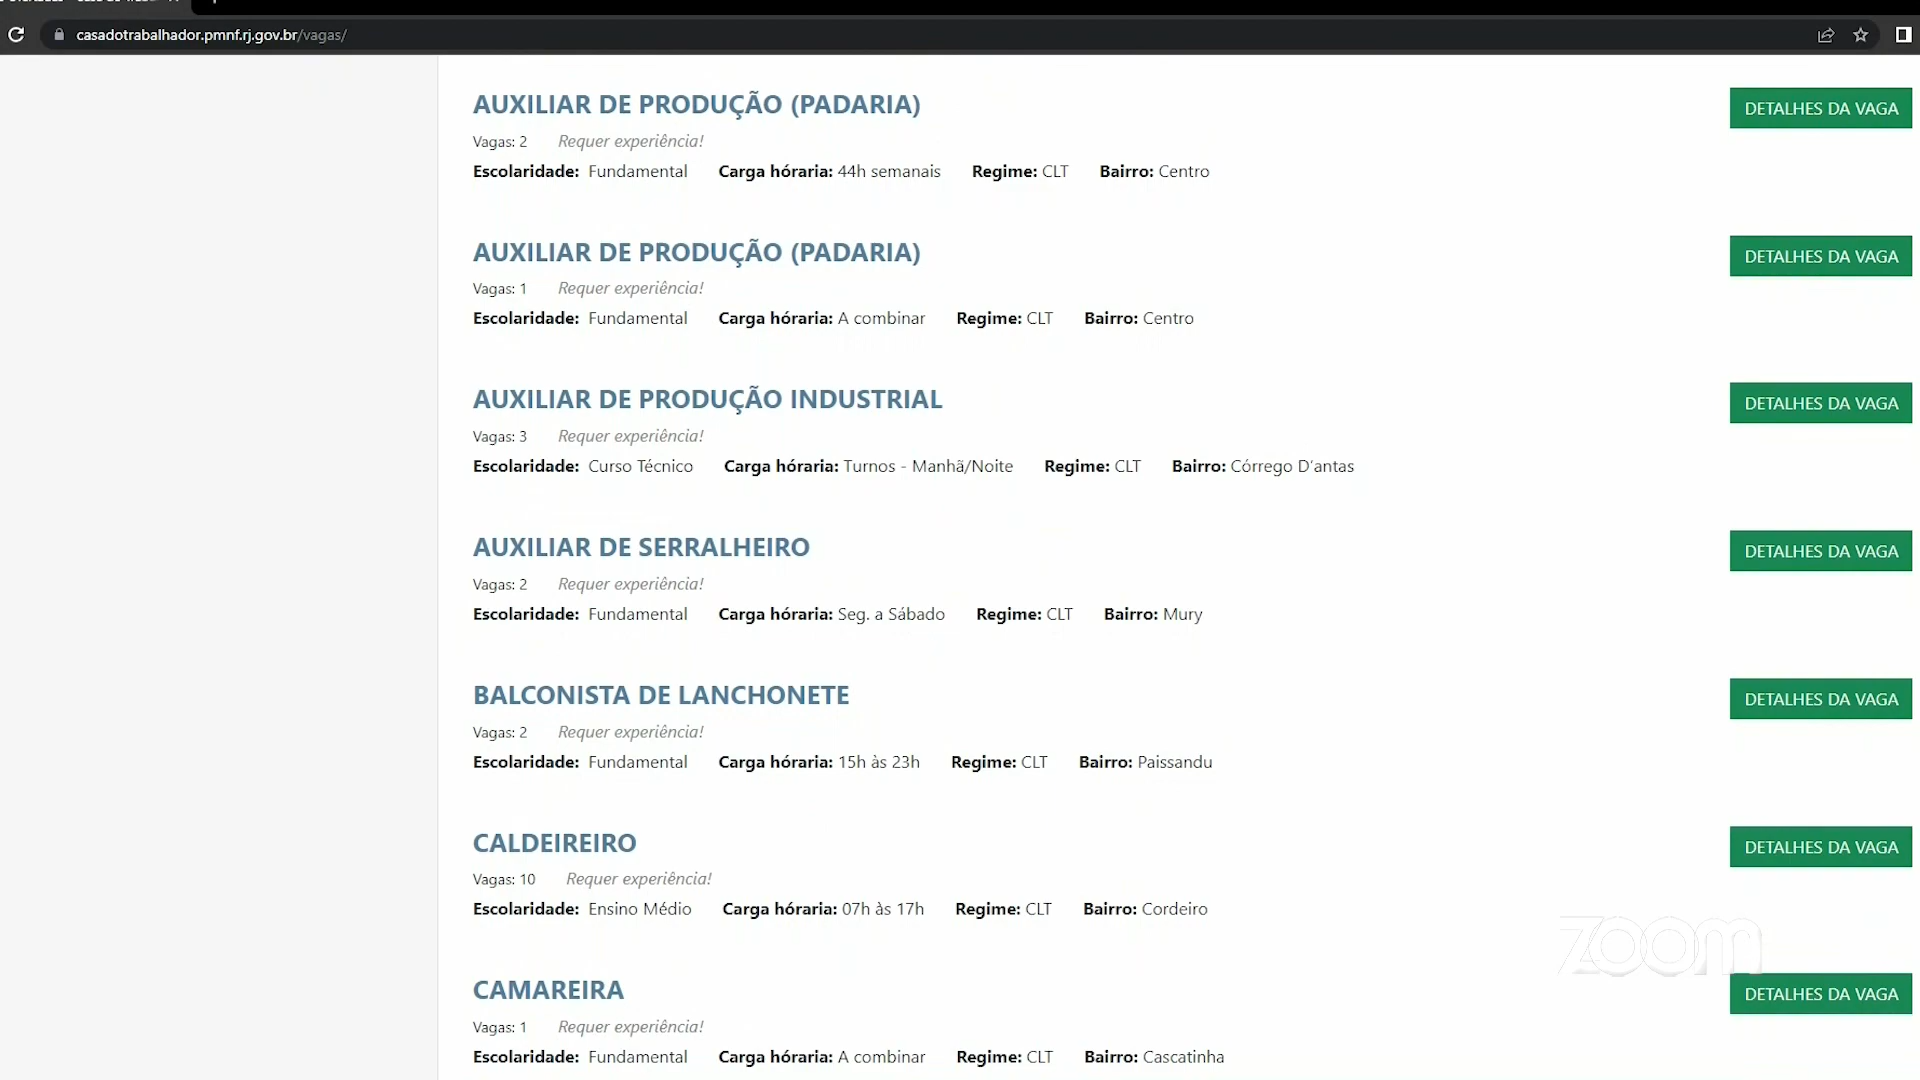 casadotrabalhador.pmnf.rj.gov.br/vagas/
AUXILIAR DE PRODUÇÃO (PADARIA)
DETALHES DA VAGA
Vagas: 2 Requer experiência!
Escolaridade: Fundamental Carga hóraria: 44h semanais Regime: CLT Bairro: Centro
AUXILIAR DE PRODUÇÃO (PADARIA)
DETALHES DA VAGA
Vagas: 1 Requer experiência!
Escolaridade: Fundamental Carga hóraria: A combinar Regime: CLT Bairro: Centro
AUXILIAR DE PRODUÇÃO INDUSTRIAL
DETALHES DA VAGA
Vagas: 3 Requer experiência!
Escolaridade: Curso Técnico Carga hóraria: Turnos - Manhã/Noite Regime: CLT Bairro: Córrego D'antas
AUXILIAR DE SERRALHEIRO
DETALHES DA VAGA
Vagas: 2 Requer experiência!
Escolaridade: Fundamental Carga hóraria: Seg. a Sábado Regime: CLT Bairro: Mury
BALCONISTA DE LANCHONETE
DETALHES DA VAGA
Vagas: 2 Requer experiência!
Escolaridade: Fundamental Carga hóraria: 15h às 23h Regime: CLT Bairro: Paissandu
CALDEIREIRO
DETALHES DA VAGA
Vagas: 10 Requer experiência!
Escolaridade: Ensino Médio Carga hóraria: 07h às 17h Regime: CLT Bairro: Cordeiro
zoom
CAMAREIRA
DETALHES DA VAGA
Vagas: 1 Requer experiência!
Escolaridade: Fundamental Carga hóraria: A combinar Regime: CLT Bairro: Cascatinha